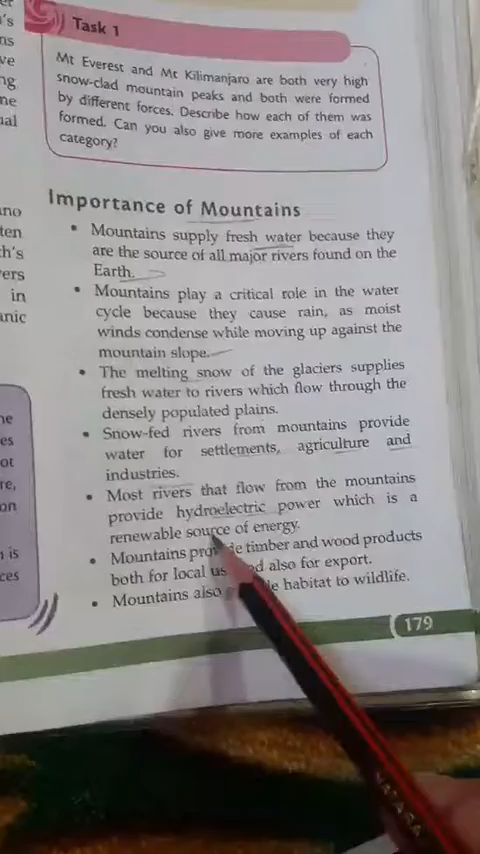 Task 1
Mt Everest and Mt Kilimanjaro are both very high
snow-clad mountain peaks and both were formed
by different forces. Describe how each of them was
formed. Can you also give more examples of each
category?
Importance of Mountains
• Mountains supply fresh water because they
are the source of all major rivers found on the
Earth.
• Mountains play a critical role in the water
cycle because they cause rain, as moist
winds condense while moving up against the
mountain slope.
• The melting snow of the glaciers supplies
fresh water to rivers which flow through the
densely populated plains.
• Snow-fed rivers from mountains provide
water for settlements, agriculture and
industries.
• Most rivers that flow from the mountains
provide hydroelectric power which is a
renewable source of energy.
• Mountains provide timber and wood products
both for local use and also for export.
• Mountains also habitat to wildlife.
179